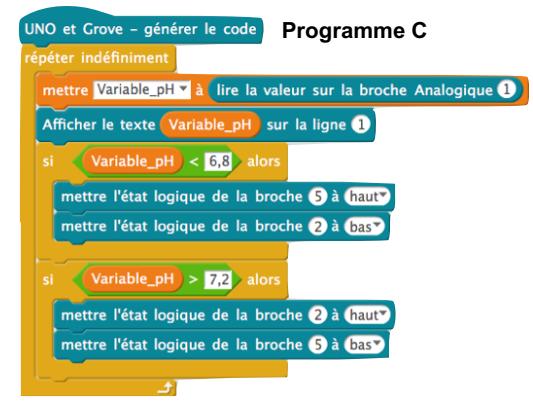 UNO et Grove - générer le code
Programme C
répéter indéfiniment
mettre Variable_pH à lire la valeur sur la broche Analogique 1
Afficher le texte Variable_pH sur la ligne 1
si Variable_pH < 6,8 alors
mettre l'état logique de la broche 5 à haut
mettre l'état logique de la broche 2 à bas
si Variable_pH > 7,2 alors
mettre l'état logique de la broche 2 à haut
mettre l'état logique de la broche 5 à bas